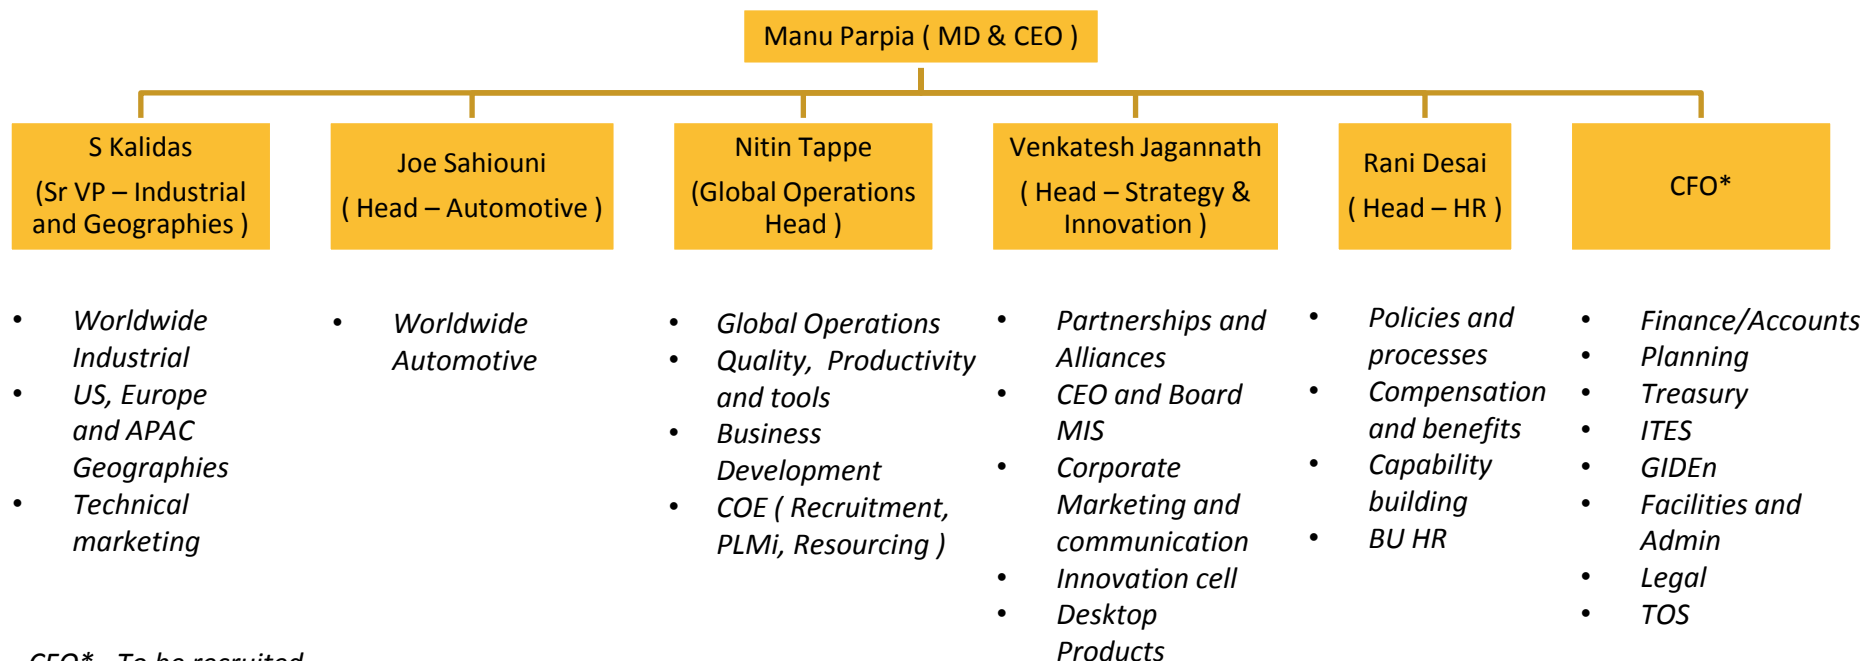 Manu Parpia ( MD & CEO )
S Kalidas
(Sr VP – Industrial
and Geographies )
Joe Sahiouni
( Head – Automotive )
Nitin Tappe
(Global Operations
Head )
Venkatesh Jagannath
( Head – Strategy &
Innovation )
Rani Desai
( Head – HR )
CFO*
• Worldwide
Industrial
• US, Europe
and APAC
Geographies
• Technical
marketing
• Worldwide
Automotive
• Global Operations
• Quality, Productivity
and tools
• Business
Development
• COE ( Recruitment,
PLMi, Resourcing )
• Partnerships and
Alliances
• CEO and Board
MIS
• Corporate
Marketing and
communication
• Innovation cell
• Desktop
Products
• Policies and
processes
• Compensation
and benefits
• Capability
building
• BU HR
• Finance/Accounts
• Planning
• Treasury
• ITES
• GIDEn
• Facilities and
Admin
• Legal
• TOS
CFO* - To be recruited